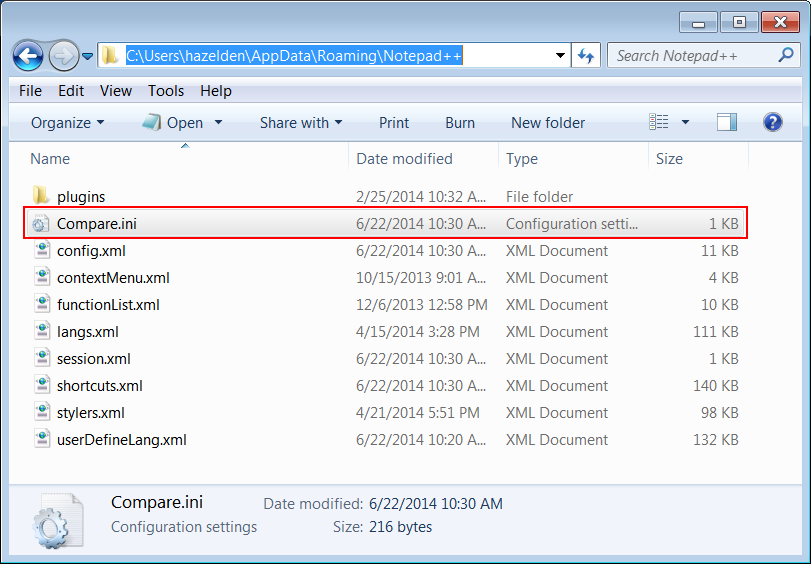 C:\Users\hazelden\AppData\Roaming\Notepad++ Search Notepad++
File Edit View Tools Help
Organize Open Share with Print Burn New folder
Name Date modified Type Size
plugins 2/25/2014 10:32 A... File folder
Compare.ini 6/22/2014 10:30 A... Configuration setti... 1 KB
config.xml 6/22/2014 10:30 A... XML Document 11 KB
contextMenu.xml 10/15/2013 9:01 A... XML Document 4 KB
functionList.xml 12/6/2013 12:58 PM XML Document 10 KB
langs.xml 4/15/2014 3:28 PM XML Document 111 KB
session.xml 6/22/2014 10:30 A... XML Document 1 KB
shortcuts.xml 6/22/2014 10:30 A... XML Document 140 KB
stylers.xml 4/21/2014 5:51 PM XML Document 98 KB
userDefineLang.xml 6/22/2014 10:20 A... XML Document 132 KB
Compare.ini Date modified: 6/22/2014 10:30 AM
Configuration settings Size: 216 bytes